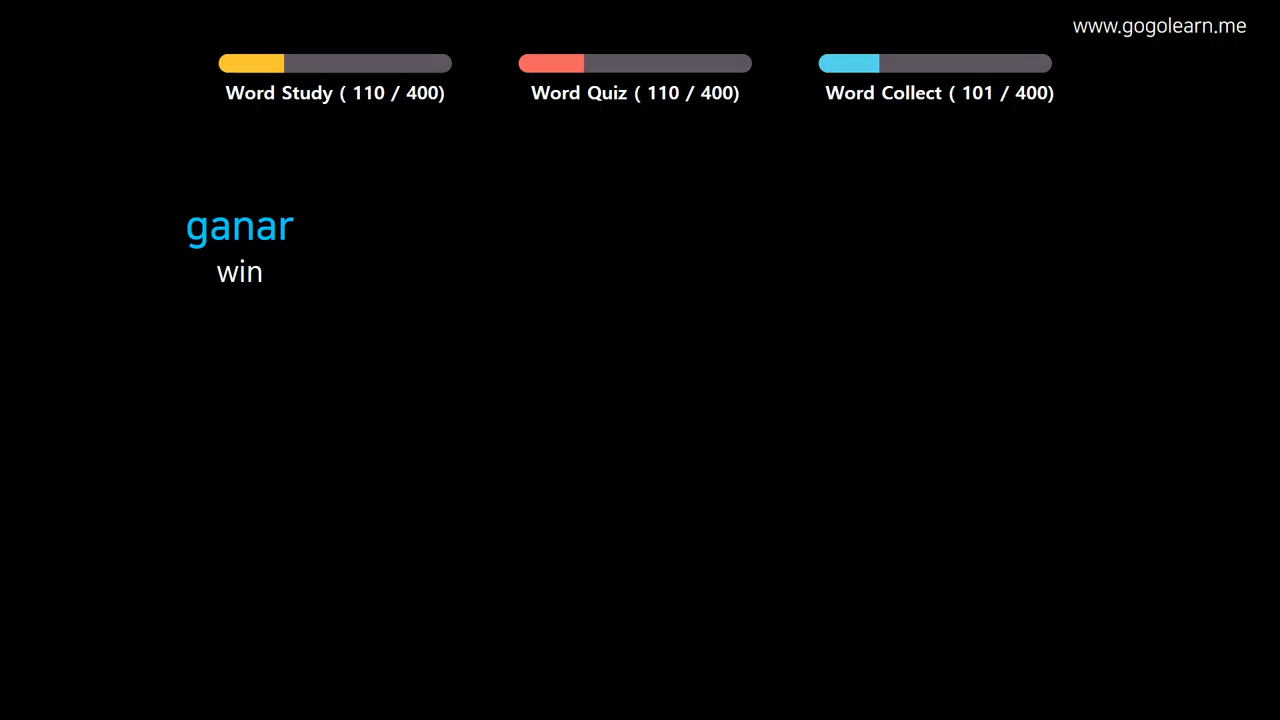 www.gogolearn.me
Word Study ( 110 / 400)
Word Quiz ( 110 / 400)
Word Collect ( 101 / 400)
ganar
win